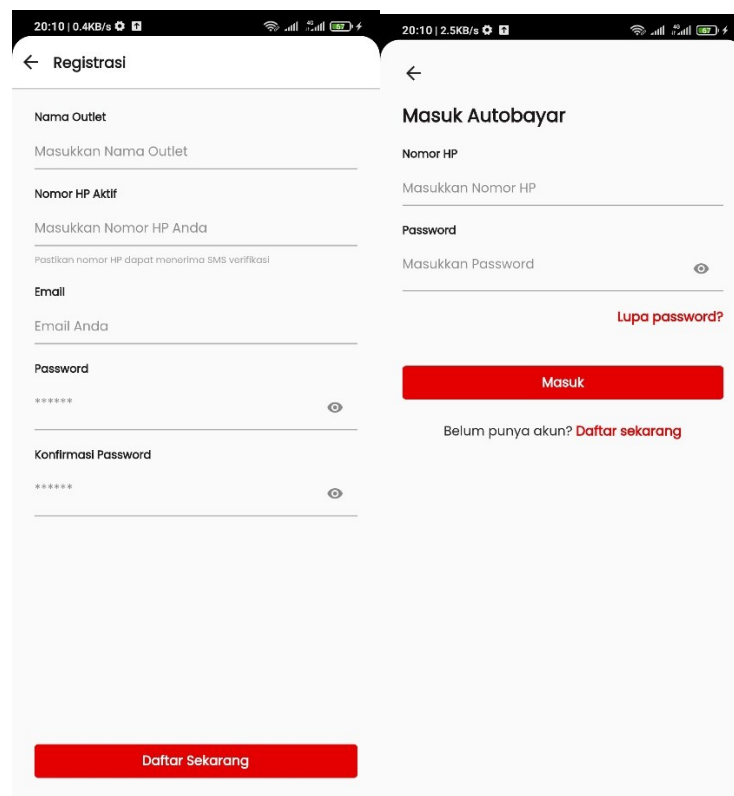 20:10 | 0.4KB/s
67
Registrasi
Nama Outlet
Masukkan Nama Outlet
Nomor HP Aktif
Masukkan Nomor HP Anda
Pastikan nomor HP dapat menerima SMS verifikasi
Email
Email Anda
Password
******
Konfirmasi Password
******
Daftar Sekarang
20:10 | 2.5KB/s
67
Masuk Autobayar
Nomor HP
Masukkan Nomor HP
Password
Masukkan Password
Lupa password?
Masuk
Belum punya akun? Daftar sekarang